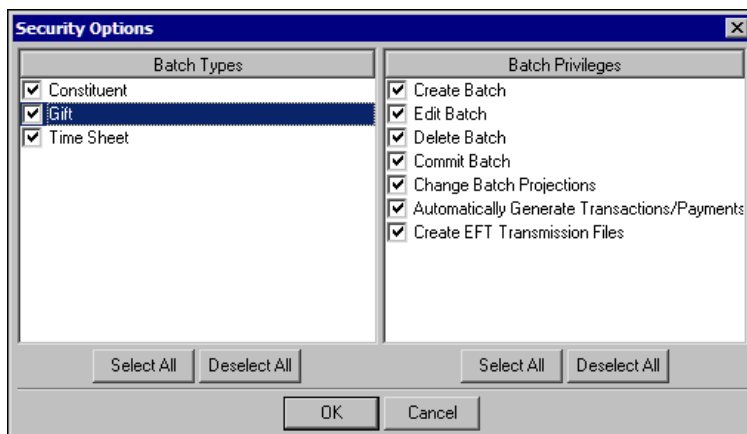 Security Options
Batch Types
Constituent
Gift
Time Sheet
Select All
Deselect All
Batch Privileges
Create Batch
Edit Batch
Delete Batch
Commit Batch
Change Batch Projections
Automatically Generate Transactions/Payments
Create EFT Transmission Files
Select All
Deselect All
OK
Cancel